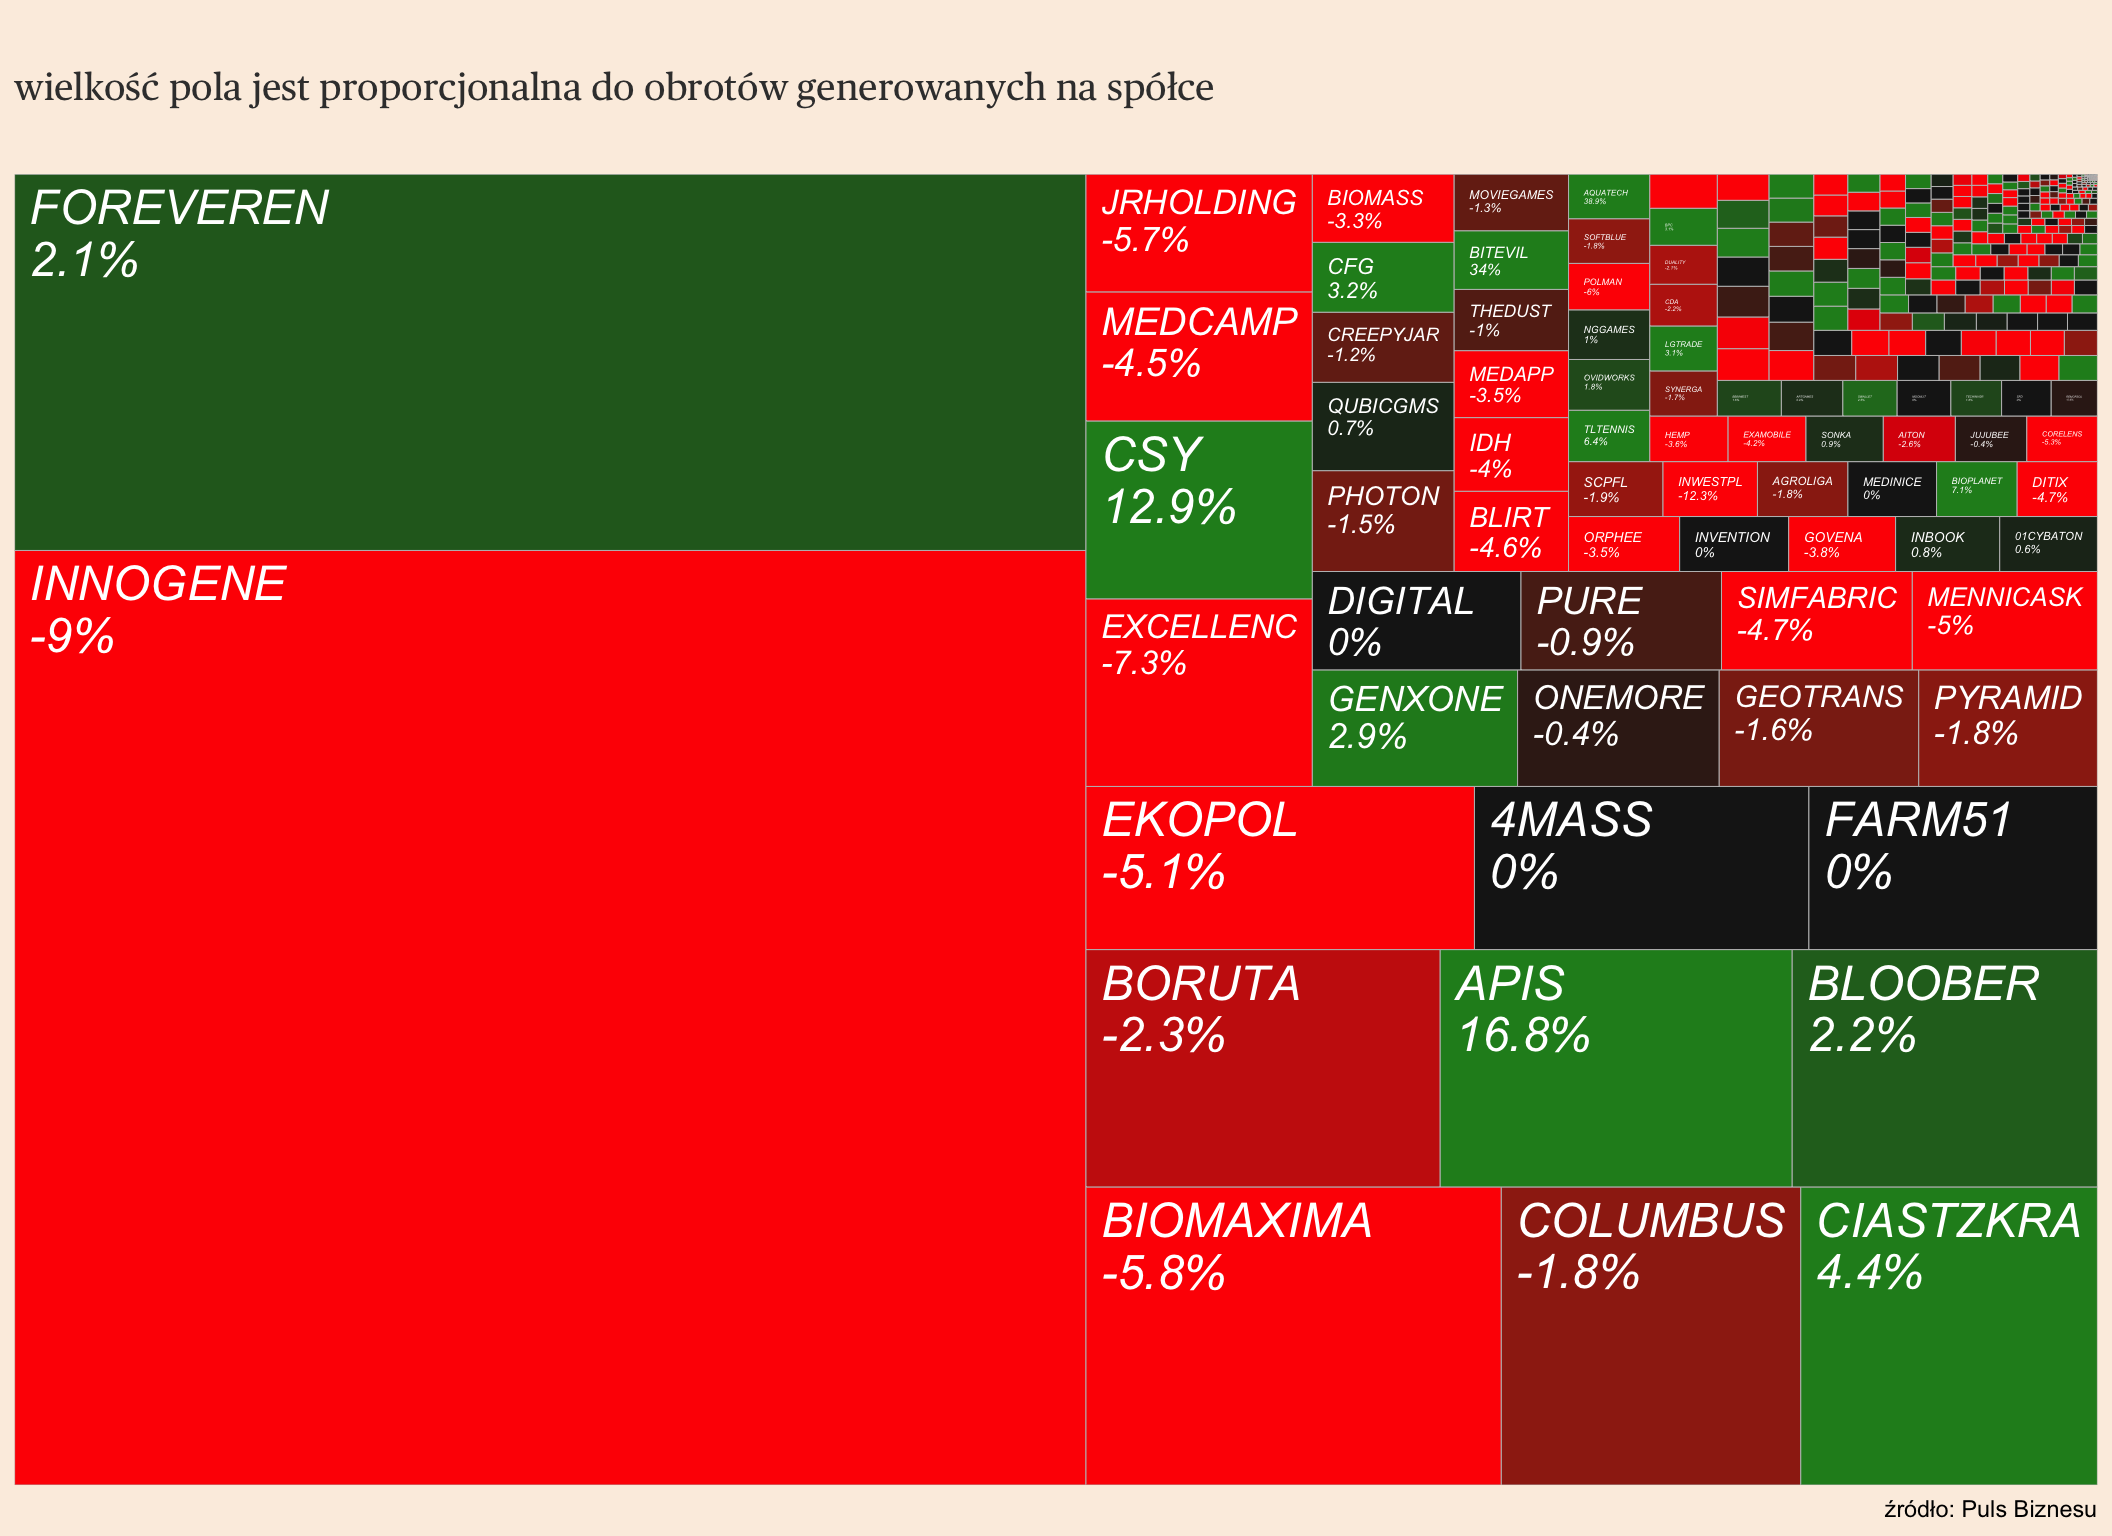 wielkość pola jest proporcjonalna do obrotów generowanych na spółce
FOREVEREN
2.1%
INNOGENE
-9%
JRHOLDING
-5.7%
MEDCAMP
-4.5%
CSY
12.9%
EXCELLENC
-7.3%
BIOMASS
-3.3%
CFG
3.2%
CREEPYJAR
-1.2%
QUBICGMS
0.7%
PHOTON
-1.5%
MOVIEGAMES
-1.3%
BITEVIL
34%
THEDUST
-1%
MEDAPP
-3.5%
IDH
-4%
BLIRT
-4.6%
AQUATECH
38.9%
SOFTBLUE
-1.8%
POLMAN
-6%
NGGAMES
1%
OVIDWORKS
1.8%
TLTENNIS
6.4%
DUALITY
-2.1%
CDA
-2.2%
LGTRADE
3.1%
SYNERGA
-1.7%
HEMP
-3.6%
EXAMOBILE
-4.2%
SONKA
0.9%
AITON
-2.6%
JUJUBEE
-0.4%
CORELENS
-5.3%
SCPFL
-1.9%
INWESTPL
-12.3%
AGROLIGA
-1.8%
MEDINICE
0%
BIOPLANET
7.1%
DITIX
-4.7%
ORPHEE
-3.5%
INVENTION
0%
GOVENA
-3.8%
INBOOK
0.8%
01CYBATON
0.6%
DIGITAL
0%
PURE
-0.9%
SIMFABRIC
-4.7%
MENNICASK
-5%
GENXONE
2.9%
ONEMORE
-0.4%
GEOTRANS
-1.6%
PYRAMID
-1.8%
EKOPOL
-5.1%
4MASS
0%
FARM51
0%
BORUTA
-2.3%
APIS
16.8%
BLOOBER
2.2%
BIOMAXIMA
-5.8%
COLUMBUS
-1.8%
CIASTZKRA
4.4%
źródło: Puls Biznesu